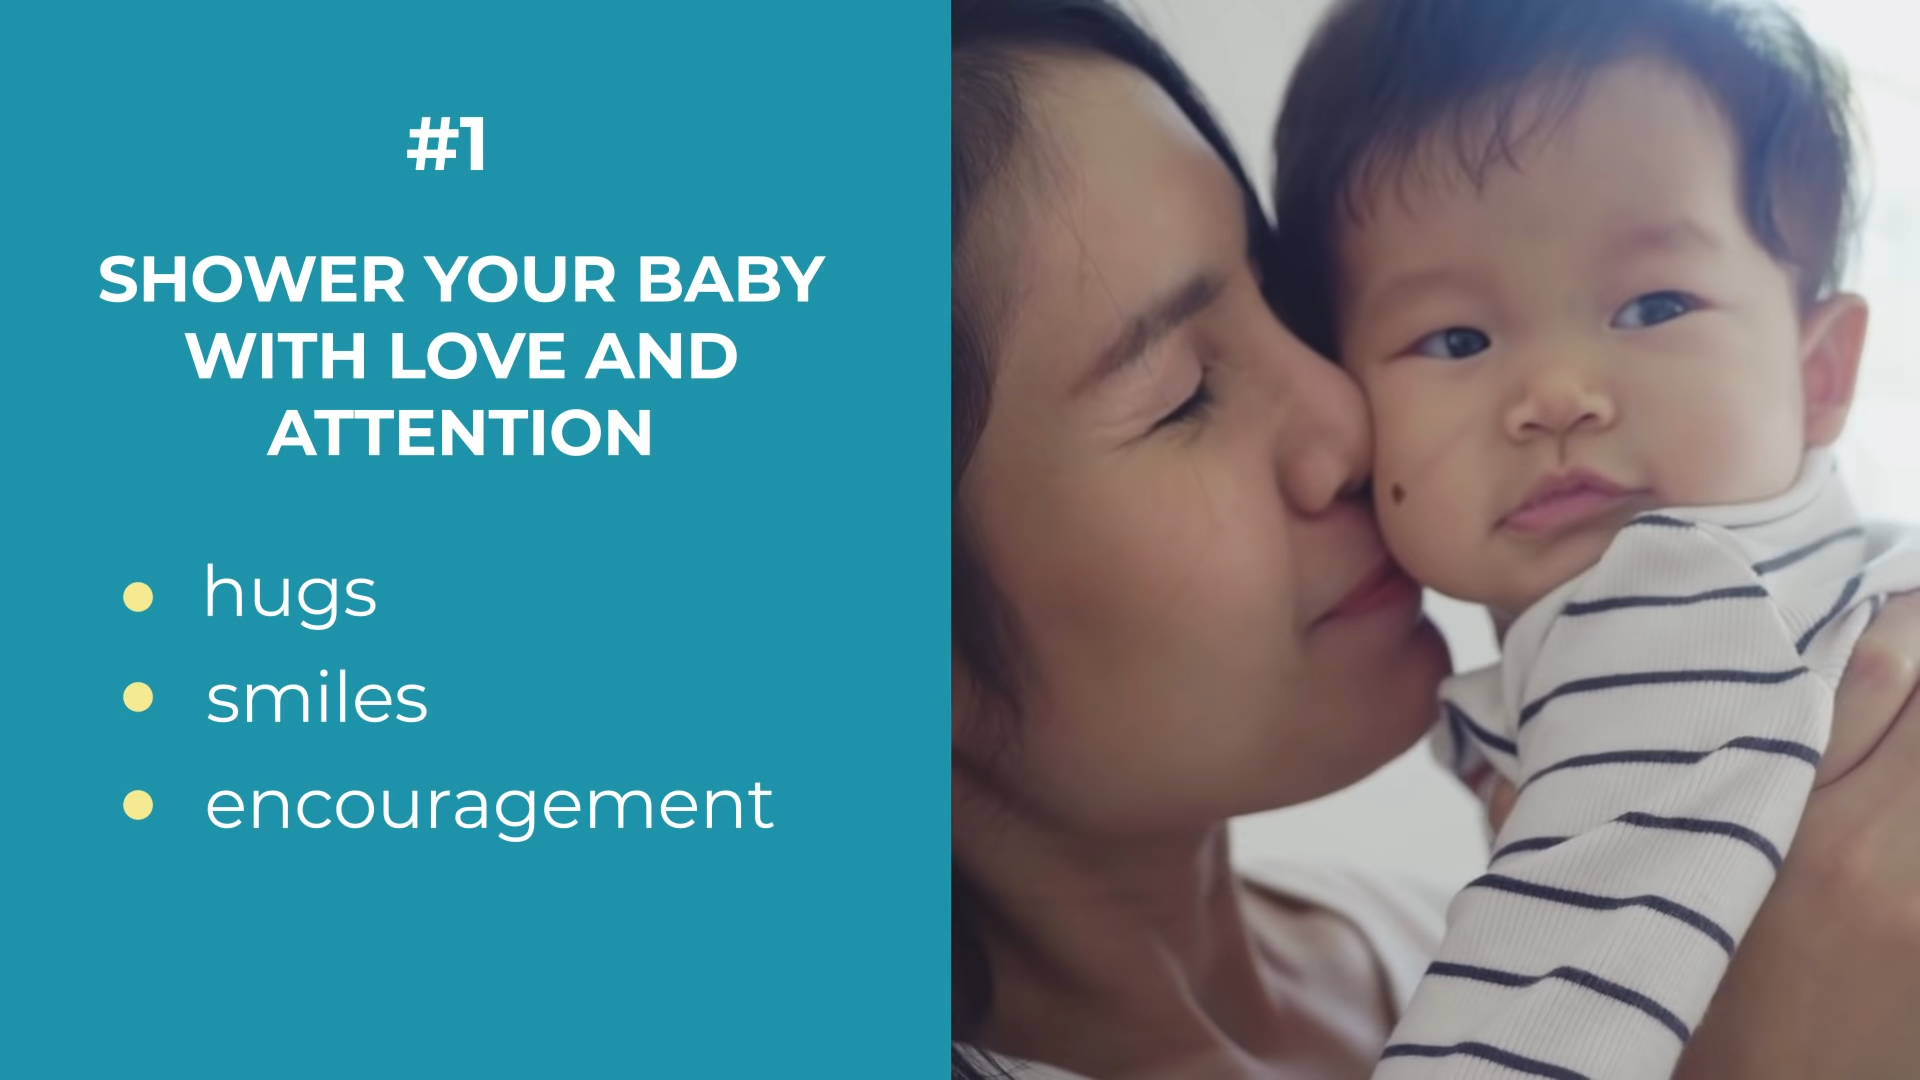 #1
SHOWER YOUR BABY
WITH LOVE AND
ATTENTION
hugs
smiles
encouragement